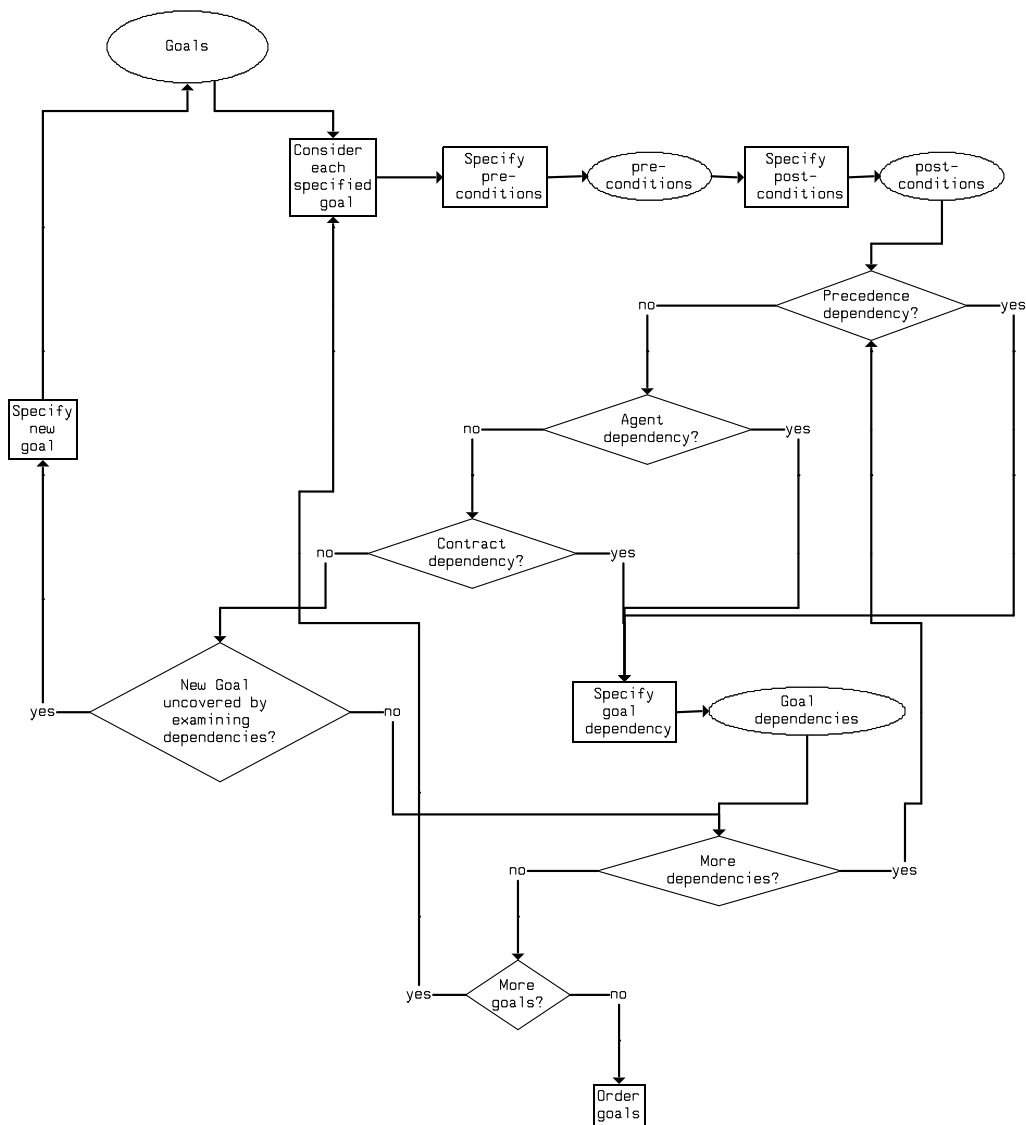 Goals
Consider
each
specified
goal
Specify
pre-
conditions
pre-
conditions
Specify
post-
conditions
post-
conditions
Precedence
dependency?
no
yes
Agent
dependency?
no
yes
Specify
new
goal
Contract
dependency?
no
yes
New Goal
uncovered by
examining
dependencies?
yes
no
Specify
goal
dependency
Goal
dependencies
More
dependencies?
no
yes
More
goals?
yes
no
Order
goals